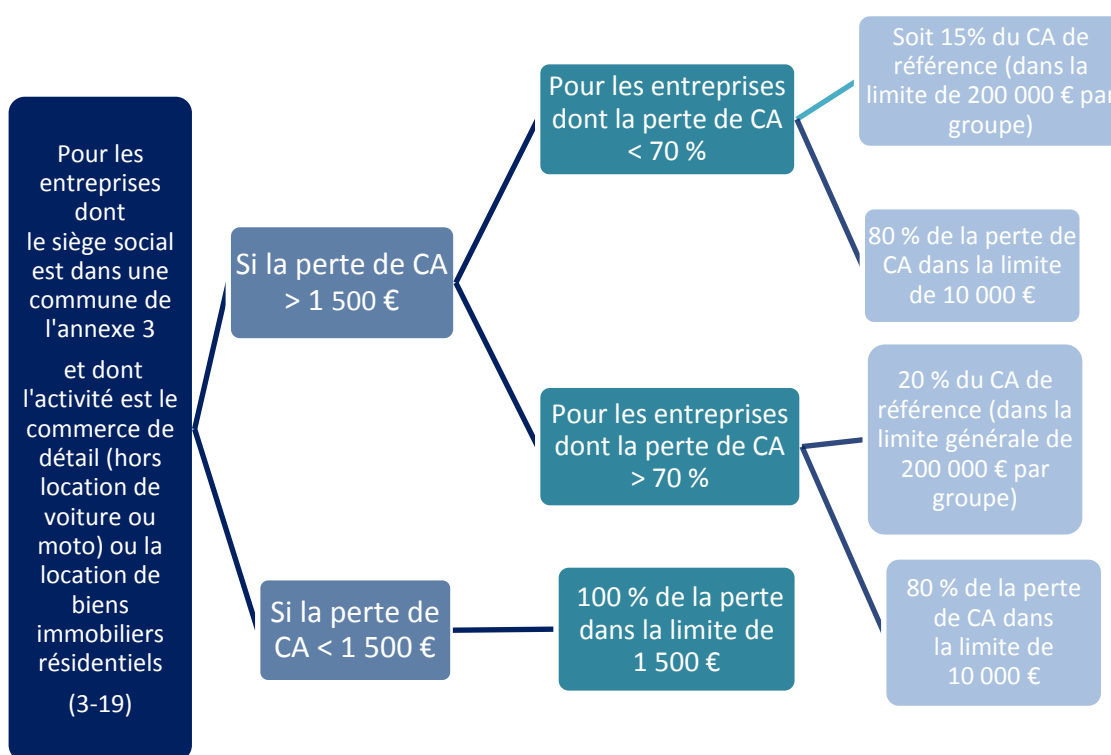 Pour les
entreprises
dont
le siège social
est dans une
commune de
l'annexe 3
et dont
l'activité est le
commerce de
détail (hors
location de
voiture ou
moto) ou la
location de
biens
immobiliers
résidentiels
(3-19)
Si la perte de CA
> 1 500 €
Pour les entreprises
dont la perte de CA
< 70 %
Soit 15% du CA de
référence (dans la
limite de 200 000 € par
groupe)
80 % de la perte de
CA dans la limite
de 10 000 €
Pour les entreprises
dont la perte de CA
> 70 %
20 % du CA de
référence (dans la
limite générale de
200 000 € par
groupe)
80 % de la perte
de CA dans
la limite de
10 000 €
Si la perte de
CA < 1 500 €
100 % de la perte
dans la limite de
1 500 €